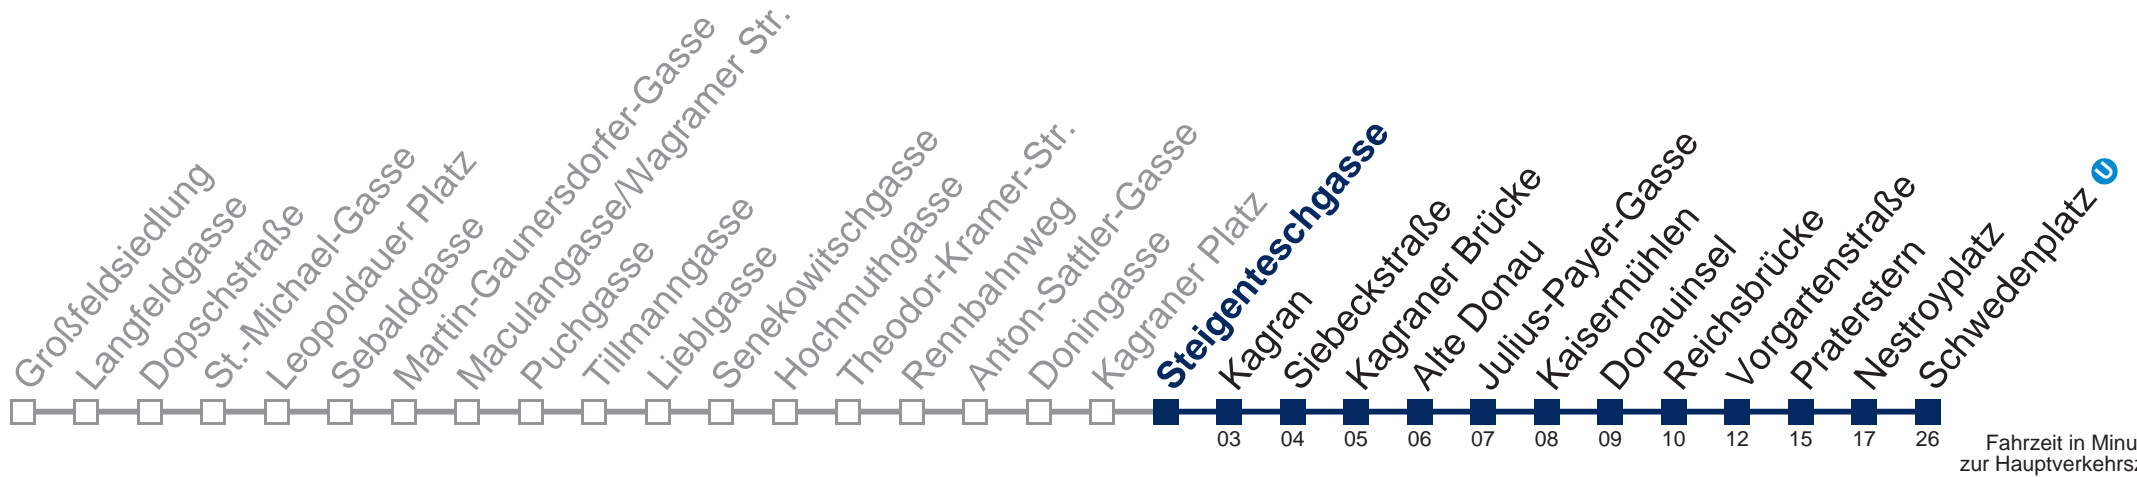 Großfeldsiedlung
Langfeldgasse
Dopschstraße
St.-Michael-Gasse
Leopoldauer Platz
Sebaldgasse
Martin-Gaunersdorfer-Gasse
Maculangasse/Wagramer Str.
Puchgasse
Tillmanngasse
Lieblgasse
Senekowitschgasse
Hochmuthgasse
Theodor-Kramer-Str.
Rennbahnweg
Anton-Sattler-Gasse
Doningasse
Kagraner Platz
Steigenteschgasse
Kagran
Siebeckstraße
Kagraner Brücke
Alte Donau
Julius-Payer-Gasse
Kaisermühlen
Donauinsel
Reichsbrücke
Vorgartenstraße
Praterstern
Nestroyplatz
Schwedenplatz U
03 04 05 06 07 08 09 10 12 15 17 26
Fahrzeit in Minu
zur Hauptverkehrsz